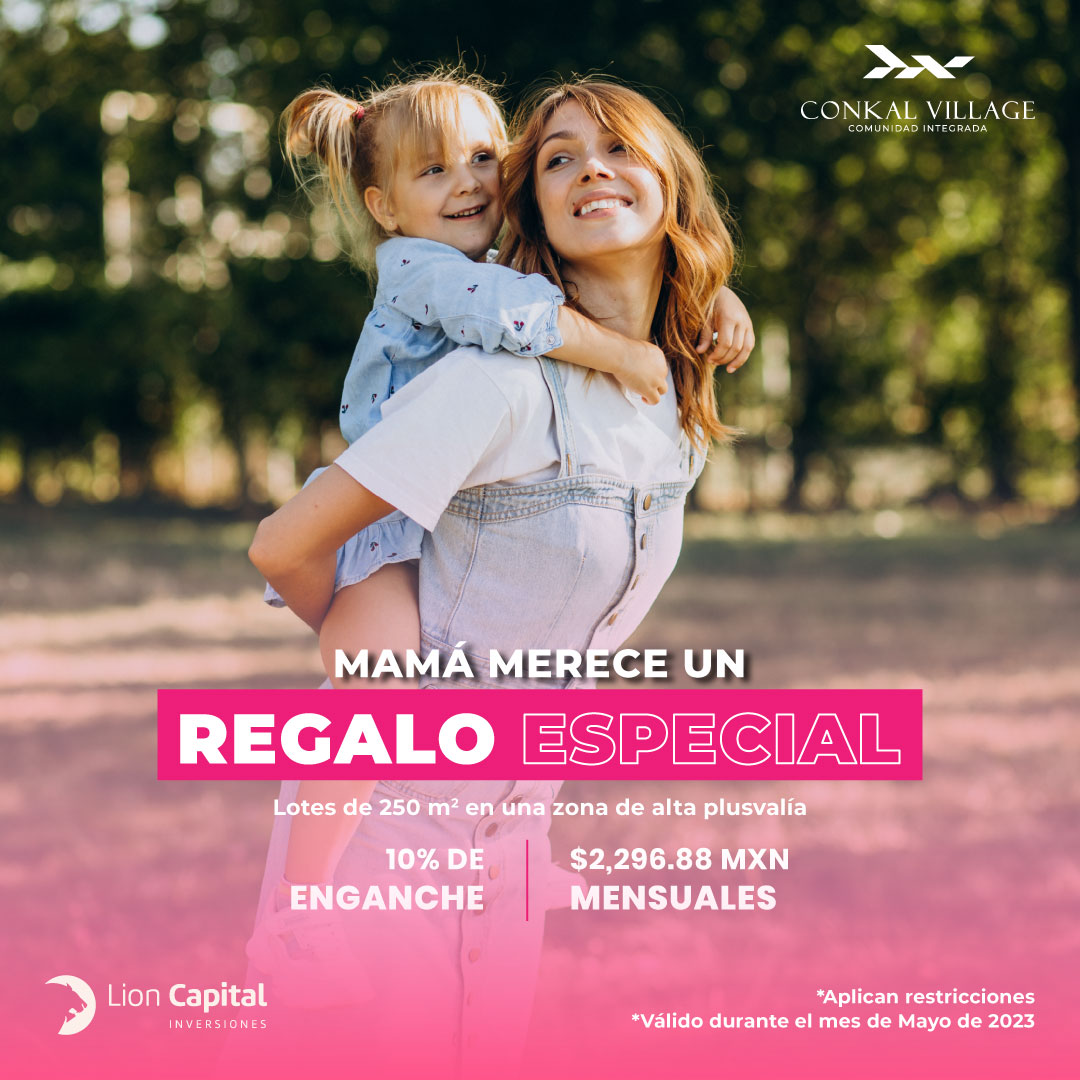 CONKAL VILLAGE
COMUNIDAD INTEGRADA
MAMÁ MERECE UN
REGALO ESPECIAL
Lotes de 250 m² en una zona de alta plusvalía
10% DE
ENGANCHE
$2,296.88 MXN
MENSUALES
Lion Capital
INVERSIONES
*Aplican restricciones
*Válido durante el mes de Mayo de 2023